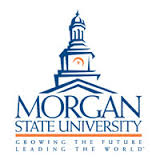 MORGAN
STATE UNIVERSITY
GROWING THE FUTURE
LEADING THE WORLD